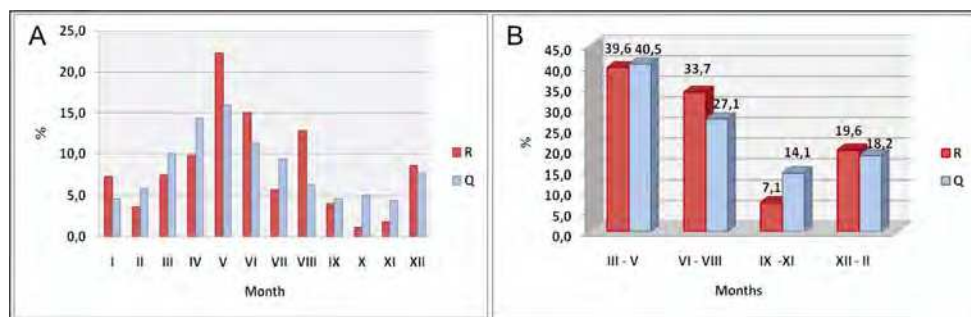 A
25,0
20,0
15,0
10,0
5,0
0,0
%
I II III IV V VI VII VIII IX X XI XII
Month
R
Q
B
45,0
40,0
35,0
30,0
25,0
20,0
15,0
10,0
5,0
0,0
%
39,6 40,5
33,7
27,1
7,1
14,1
19,6
18,2
III - V VI - VIII IX -XI XII - II
Months
R
Q